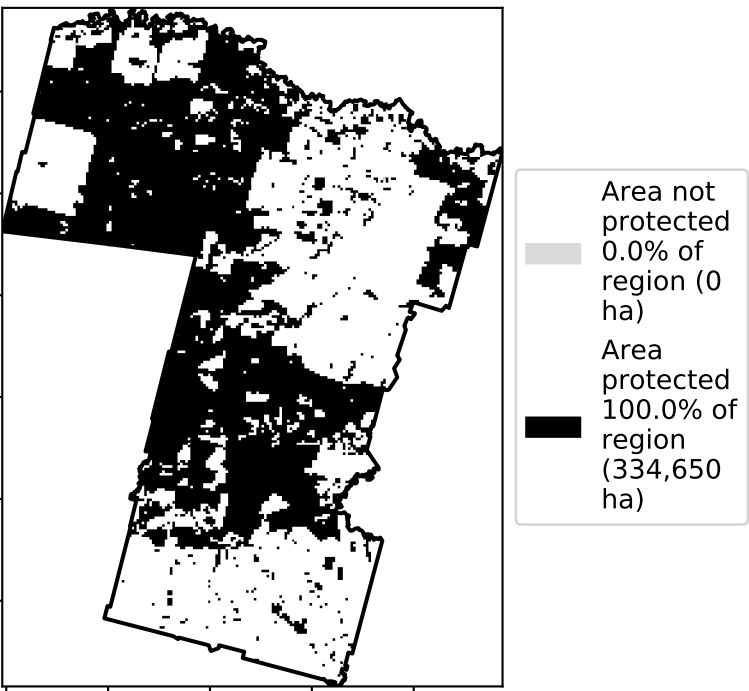 Area not
protected
0.0% of
region (0
ha)
Area
protected
100.0% of
region
(334,650
ha)